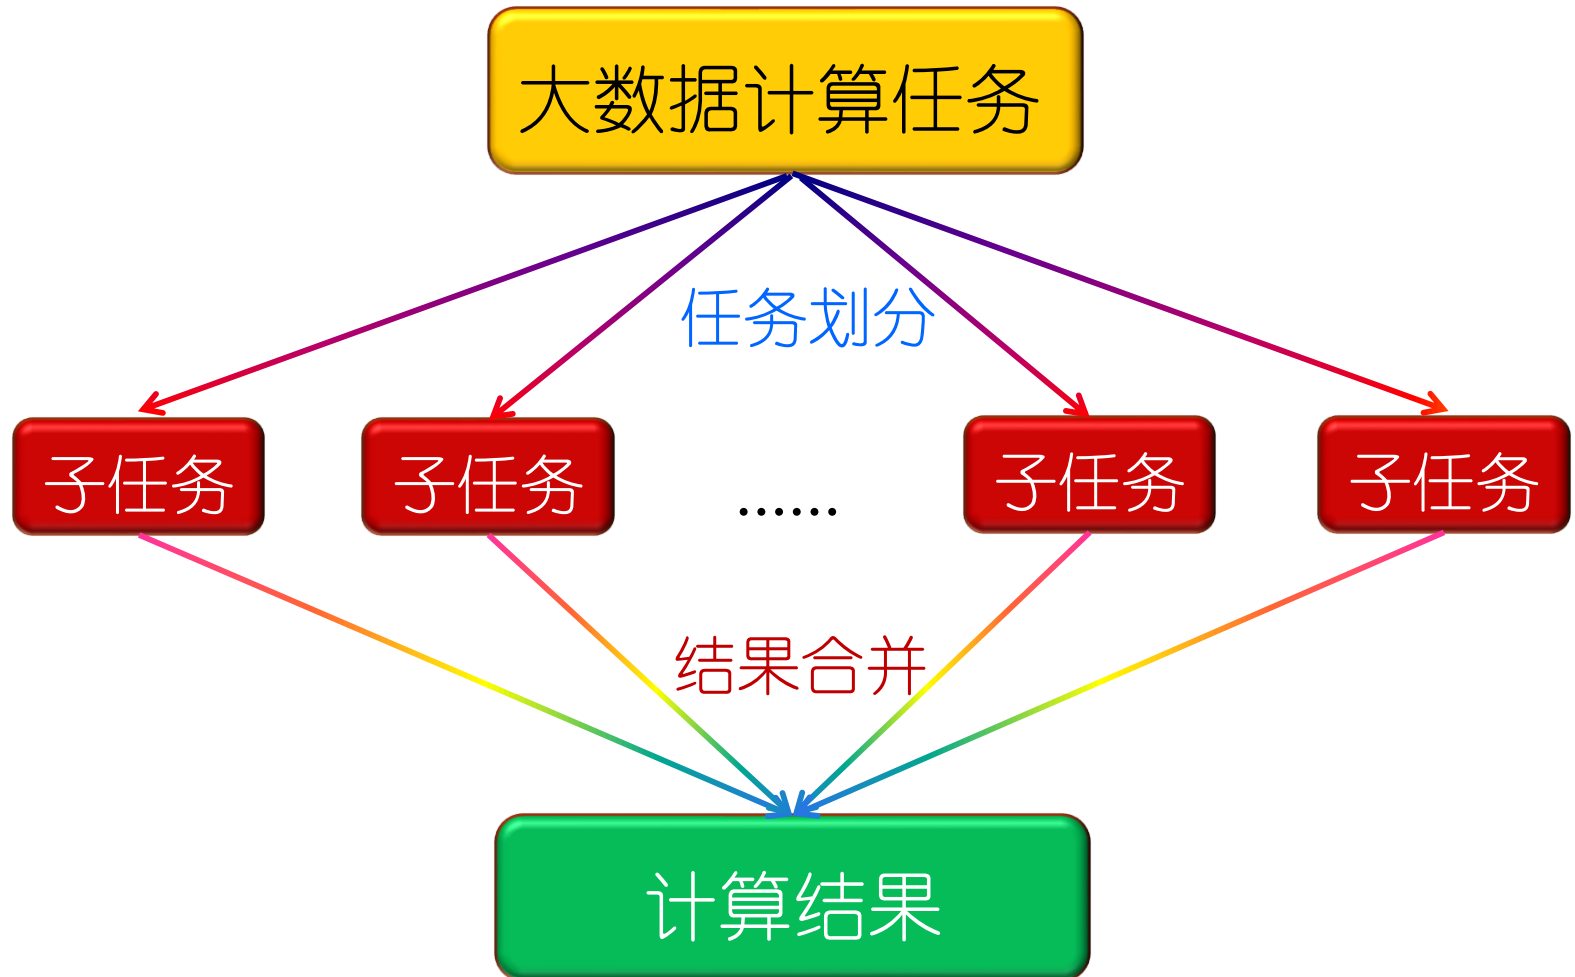 大数据计算任务
任务划分
子任务
子任务
......
子任务
子任务
结果合并
计算结果